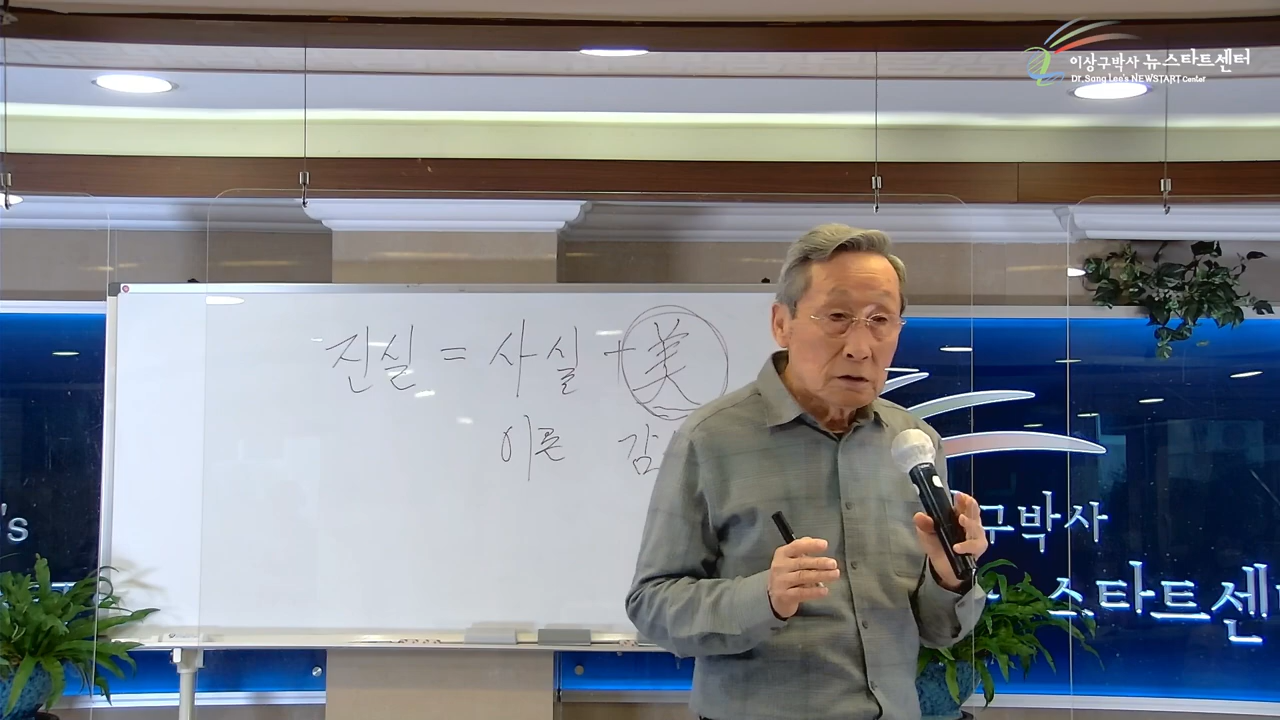 이상구박사 뉴스타트센터
Dr. Sang Lee's NEWSTART Center
진실 = 사실 + 美
이론 감
's
구박사
스타트센